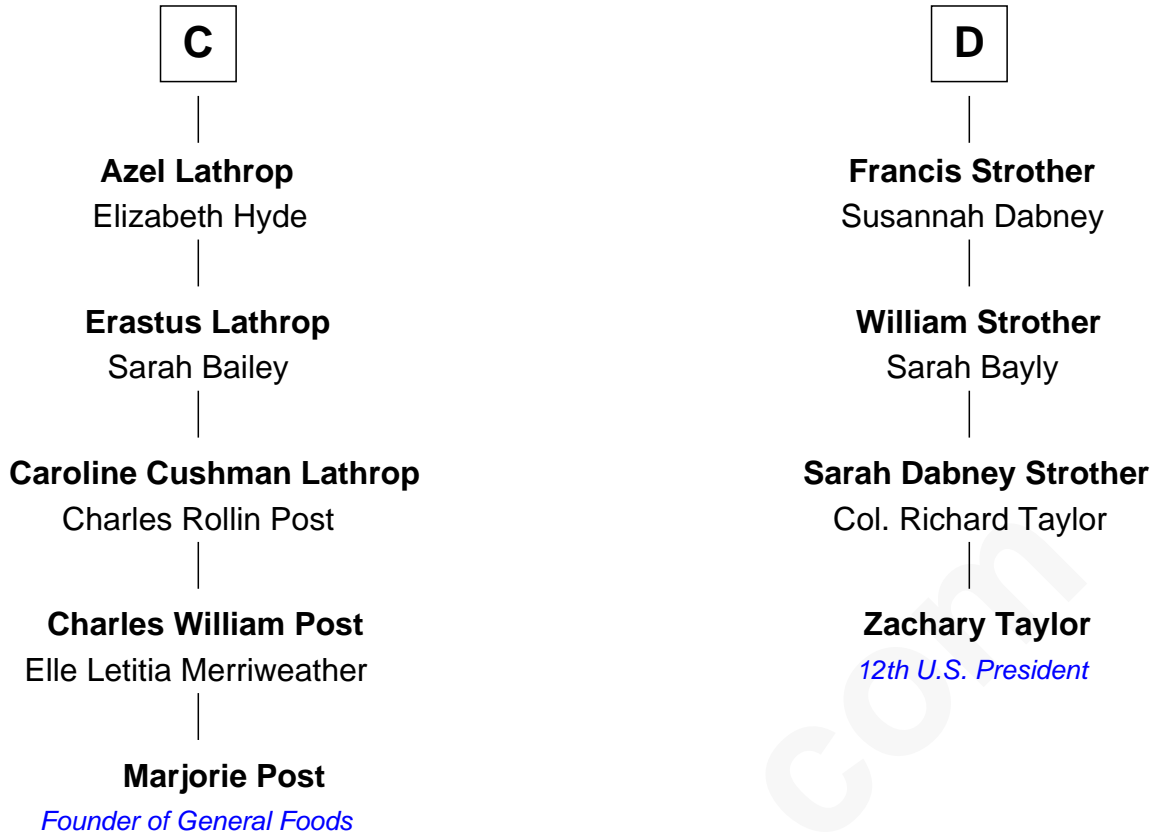 C
Azel Lathrop
Elizabeth Hyde
Erastus Lathrop
Sarah Bailey
Caroline Cushman Lathrop
Charles Rollin Post
Charles William Post
Elle Letitia Merriweather
Marjorie Post
Founder of General Foods
D
Francis Strother
Susannah Dabney
William Strother
Sarah Bayly
Sarah Dabney Strother
Col. Richard Taylor
Zachary Taylor
12th U.S. President
com